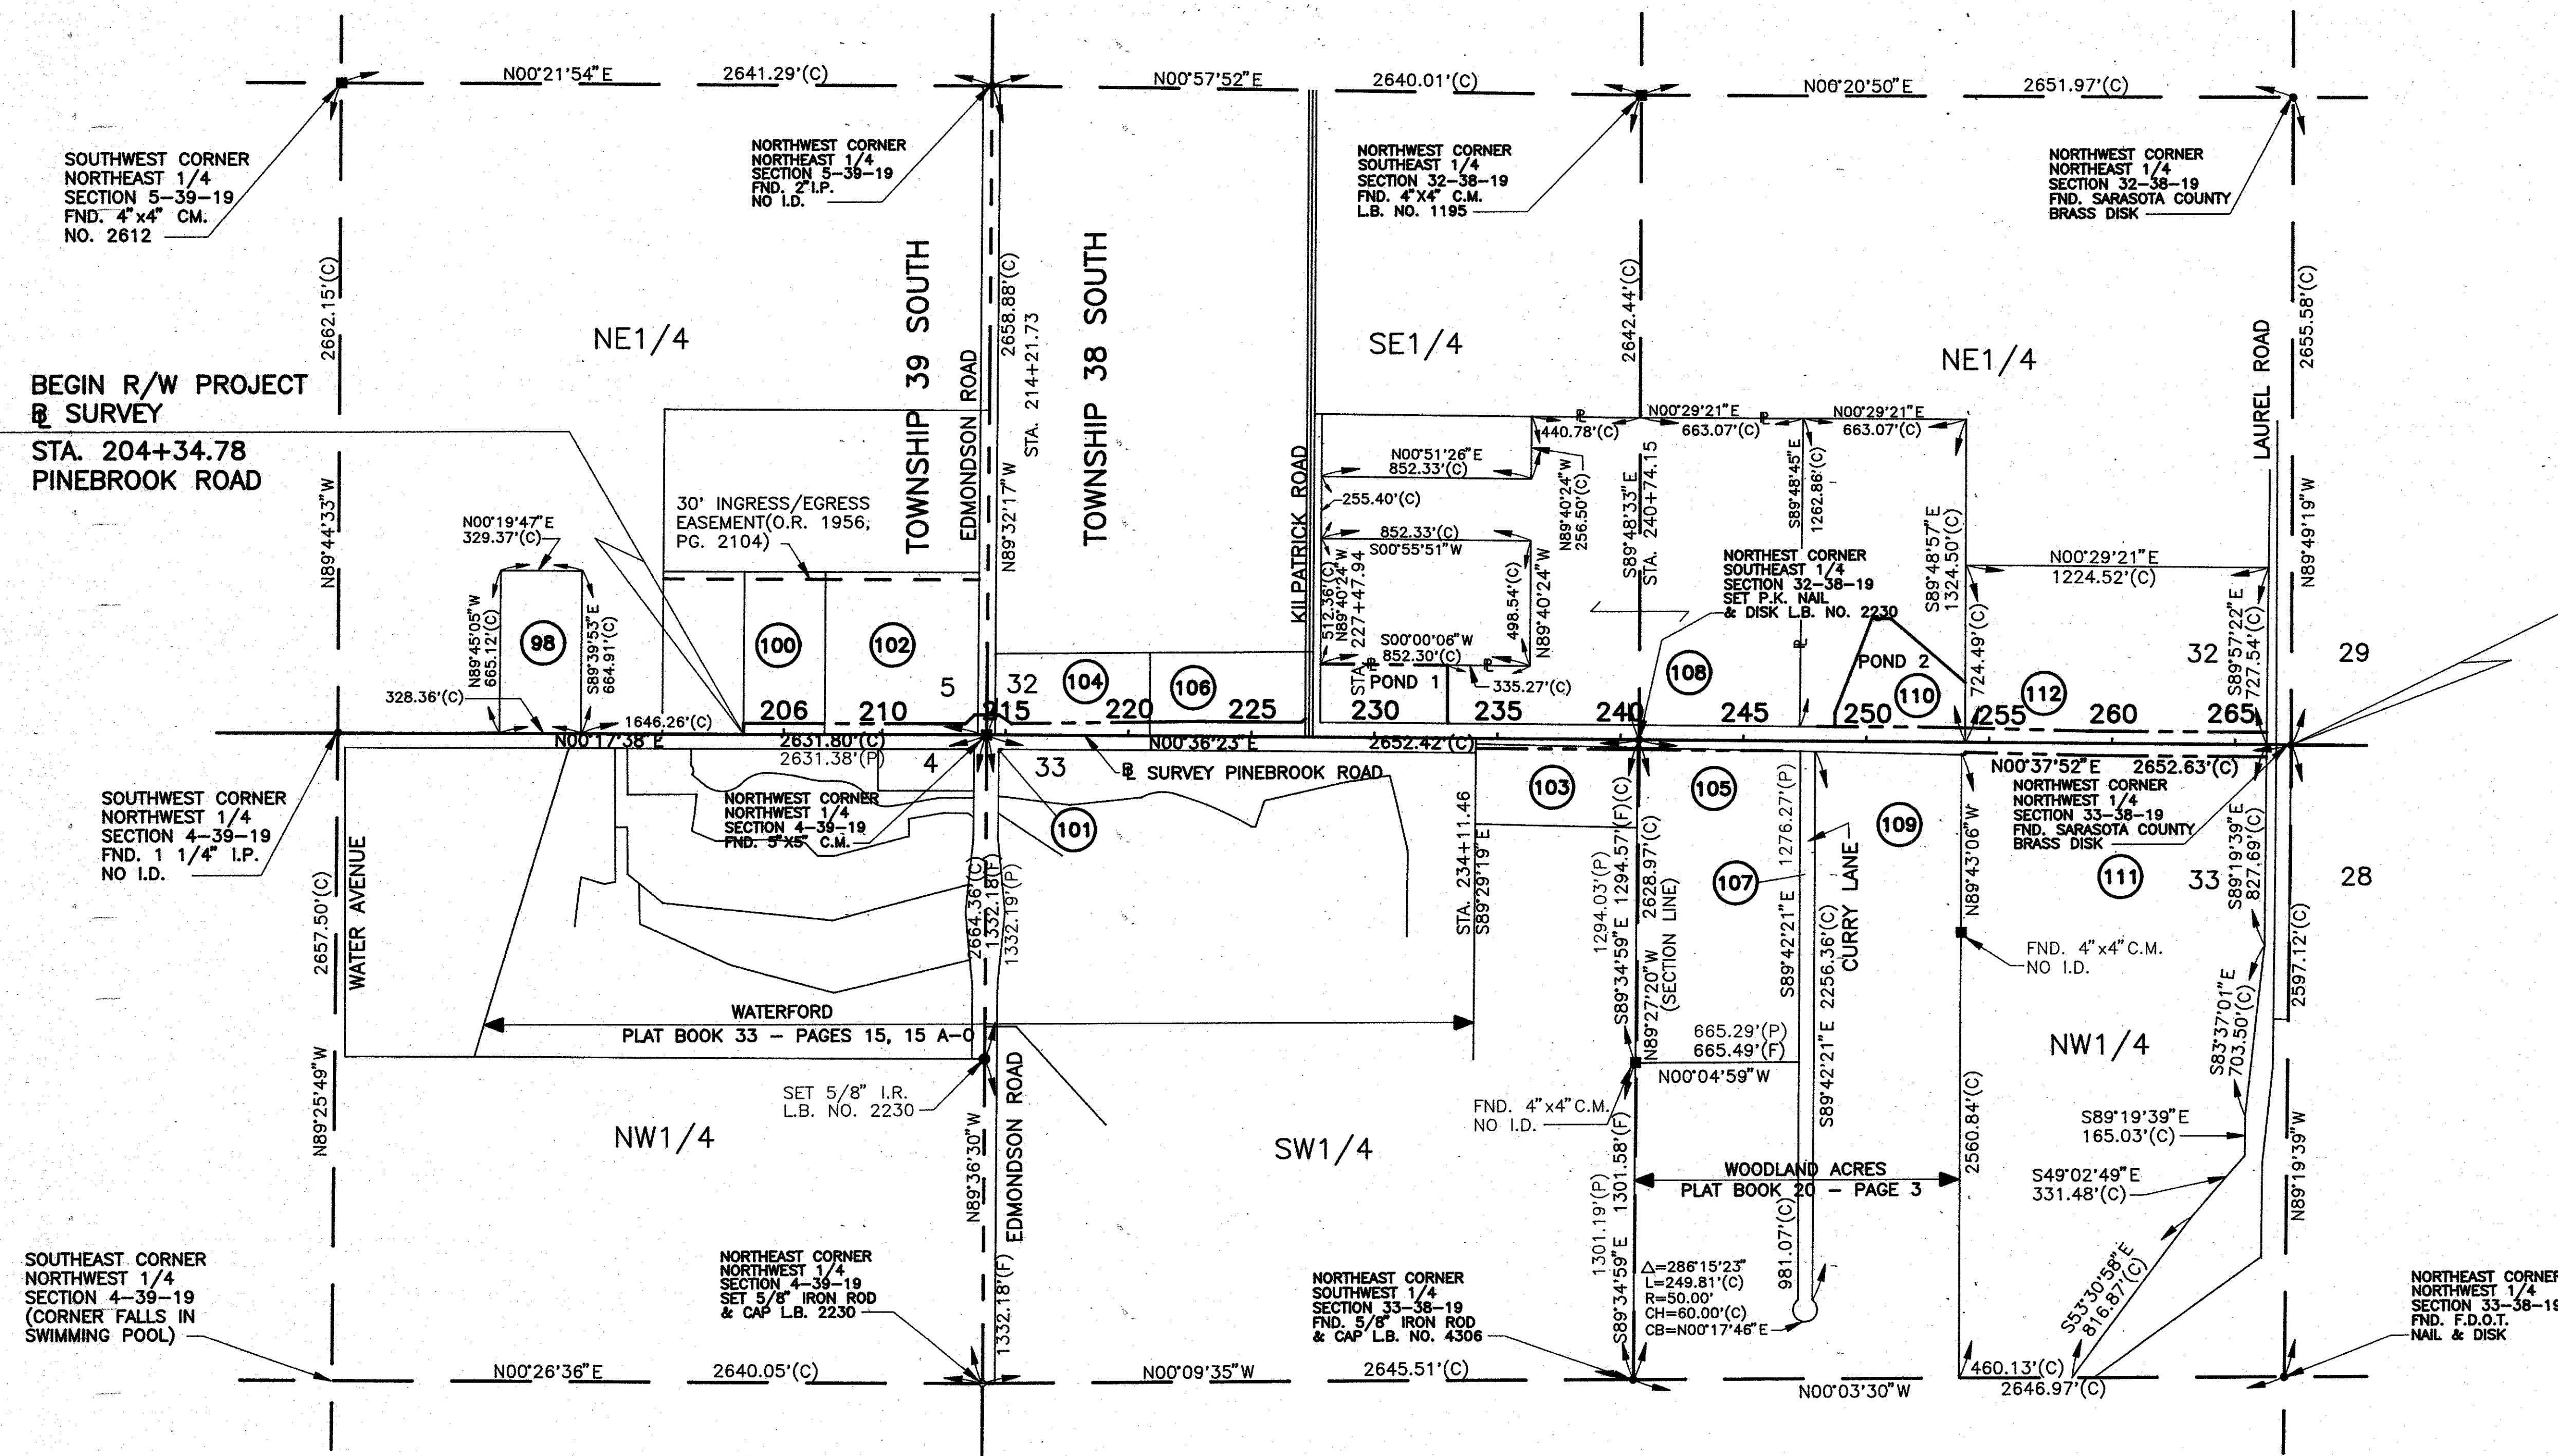 N00°21'54"E
2641.29'(C)
N00°57'52"E
2640.01'(C)
N00°20'50"E
2651.97'(C)
SOUTHWEST CORNER
NORTHEAST 1/4
SECTION 5-39-19
FND. 4"x4" CM.
NO. 2612
NORTHWEST CORNER
NORTHEAST 1/4
SECTION 5-39-19
FND. 2"I.P.
NO I.D.
NORTHWEST CORNER
SOUTHEAST 1/4
SECTION 32-38-19
FND. 4"X4" C.M.
L.B. NO. 1195
NORTHWEST CORNER
NORTHEAST 1/4
SECTION 32-38-19
FND. SARASOTA COUNTY
BRASS DISK
2662.15'(C)
N89°44'33"W
NE1/4
TOWNSHIP 39 SOUTH
EDMONDSON ROAD
2658.88'(C)
N89°32'17"W
STA. 214+21.73
TOWNSHIP 38 SOUTH
KILPATRICK ROAD
SE1/4
2642.44'(C)
S89°48'33"E
STA. 240+74.15
NE1/4
LAUREL ROAD
2655.58'(C)
N89°49'19"W
BEGIN R/W PROJECT
BL SURVEY
STA. 204+34.78
PINEBROOK ROAD
N00°19'47"E
329.37'(C)
N89°45'05"W
665.12'(C)
98
S89°39'53"E
664.91'(C)
328.36'(C)
1646.26'(C)
30' INGRESS/EGRESS
EASEMENT(O.R. 1956,
PG. 2104)
100
102
5
32
104
106
440.78'(C)
N00°29'21"E
663.07'(C)
N00°29'21"E
663.07'(C)
N00°51'26"E
852.33'(C)
255.40'(C)
N89°40'24"W
256.50'(C)
852.33'(C)
S00°55'51"W
512.36'(C)
N89°40'24"W
STA 227+47.94
498.54'(C)
N89°40'24"W
S00°00'06"W
852.30'(C)
POND 1
335.27'(C)
S89°48'45"E
1262.86'(C)
NORTHEST CORNER
SOUTHEAST 1/4
SECTION 32-38-19
SET P.K. NAIL
& DISK L.B. NO. 2230
S89°48'57"E
1324.50'(C)
N00°29'21"E
1224.52'(C)
724.49'(C)
S89°57'22"E
727.54'(C)
108
POND 2
110
112
32
29
206
210
215
220
225
230
235
240
245
250
255
260
265
N00°17'38"E
2631.80'(C)
2631.38'(P)
N00°36'23"E
2652.42'(C)
N00°37'52"E
2652.63'(C)
4
33
BL SURVEY PINEBROOK ROAD
SOUTHWEST CORNER
NORTHWEST 1/4
SECTION 4-39-19
FND. 1 1/4" I.P.
NO I.D.
NORTHWEST CORNER
NORTHWEST 1/4
SECTION 4-39-19
FND. 5"X5" C.M.
101
103
105
107
109
111
NORTHWEST CORNER
NORTHWEST 1/4
SECTION 33-38-19
FND. SARASOTA COUNTY
BRASS DISK
33
28
2657.50'(C)
N89°25'49"W
WATER AVENUE
2664.36'(C)
1332.18'(F)
1332.19'(P)
STA. 234+11.46
S89°29'19"E
1294.03'(P)
S89°34'59"E 1294.57'(F)(C)
N89°27'20"W 2628.97'(C)
(SECTION LINE)
S89°42'21"E 1276.27'(P)
S89°42'21"E 2256.36'(C)
CURRY LANE
N89°43'06"W
2560.84'(C)
FND. 4"x4"C.M.
NO I.D.
S89°19'39"E
827.69'(C)
S83°37'01"E
703.50'(C)
2597.12'(C)
N89°19'39"W
WATERFORD
PLAT BOOK 33 - PAGES 15, 15 A-O
SET 5/8" I.R.
L.B. NO. 2230
665.29'(P)
665.49'(F)
N00°04'59"W
FND. 4"x4"C.M.
NO I.D.
NW1/4
NW1/4
SW1/4
S89°19'39"E
165.03'(C)
S49°02'49"E
331.48'(C)
S53°30'58"E
816.87'(C)
WOODLAND ACRES
PLAT BOOK 20 - PAGE 3
N89°36'30"W
EDMONDSON ROAD
1332.18'(F)
1301.19'(P)
S89°34'59"E 1301.58'(F)
981.07'(C)
Δ=286°15'23"
L=249.81'(C)
R=50.00'
CH=60.00'(C)
CB=N00°17'46"E
SOUTHEAST CORNER
NORTHWEST 1/4
SECTION 4-39-19
(CORNER FALLS IN
SWIMMING POOL)
NORTHEAST CORNER
NORTHWEST 1/4
SECTION 4-39-19
SET 5/8" IRON ROD
& CAP L.B. 2230
NORTHEAST CORNER
SOUTHWEST 1/4
SECTION 33-38-19
FND. 5/8" IRON ROD
& CAP L.B. NO. 4306
NORTHEAST CORNER
NORTHWEST 1/4
SECTION 33-38-19
FND. F.D.O.T.
NAIL & DISK
N00°26'36"E
2640.05'(C)
N00°09'35"W
2645.51'(C)
N00°03'30"W
460.13'(C)
2646.97'(C)